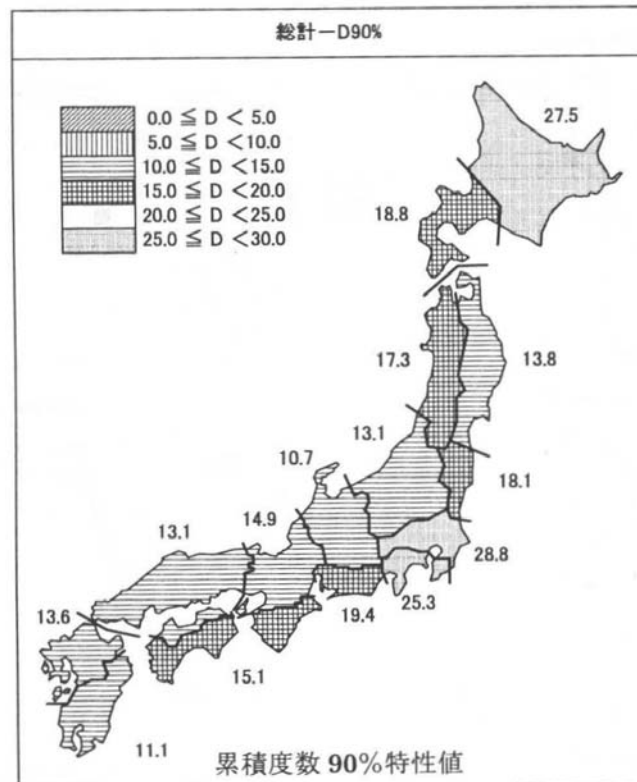 総計－D90%
0.0 ≦ D < 5.0
5.0 ≦ D <10.0
10.0 ≦ D <15.0
15.0 ≦ D <20.0
20.0 ≦ D <25.0
25.0 ≦ D <30.0
27.5
18.8
17.3
13.8
13.1
10.7
18.1
14.9
13.1
28.8
25.3
13.6
19.4
15.1
11.1
累積度数 90%特性値